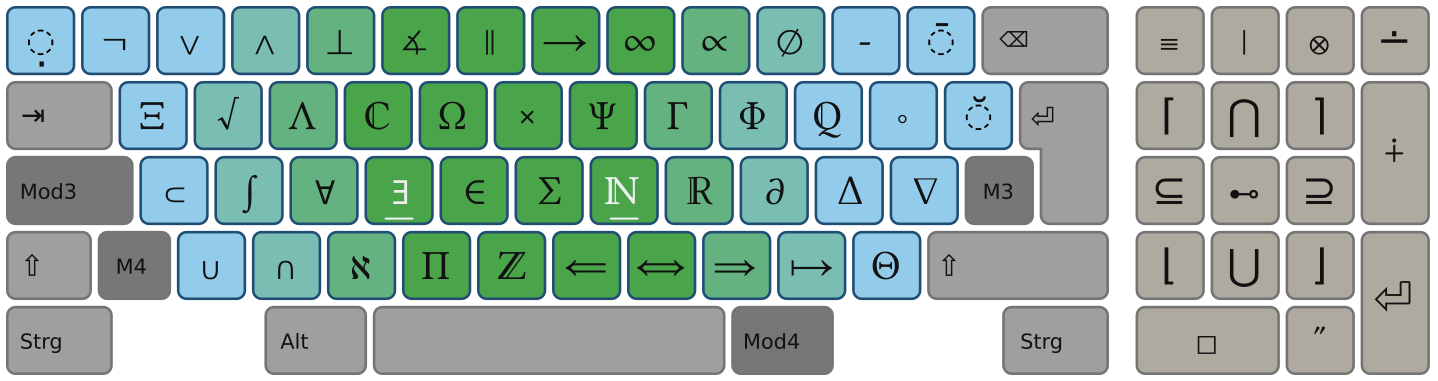 ◌̣ ¬ ∨ ∧ ⊥ ∡ ∥ → ∞ ∝ ∅ - ◌̄ ⌫ ≡ ∣ ⊗ ∸
⇥ Ξ √ Λ ℂ Ω × Ψ Γ Φ ℚ ∘ ◌̆ ⏎ ⌈ ⋂ ⌉ ∔
Mod3 ⊂ ∫ ∀ ∃ ∈ Σ ℕ ℝ ∂ Δ ∇ M3 ⊆ ⊷ ⊇
⇧ M4 ∪ ∩ ℵ Π ℤ ⇐ ⇔ ⇒ ↦ Θ ⇧ ⌊ ⋃ ⌋ ⏎
Strg Alt Mod4 Strg □ ″